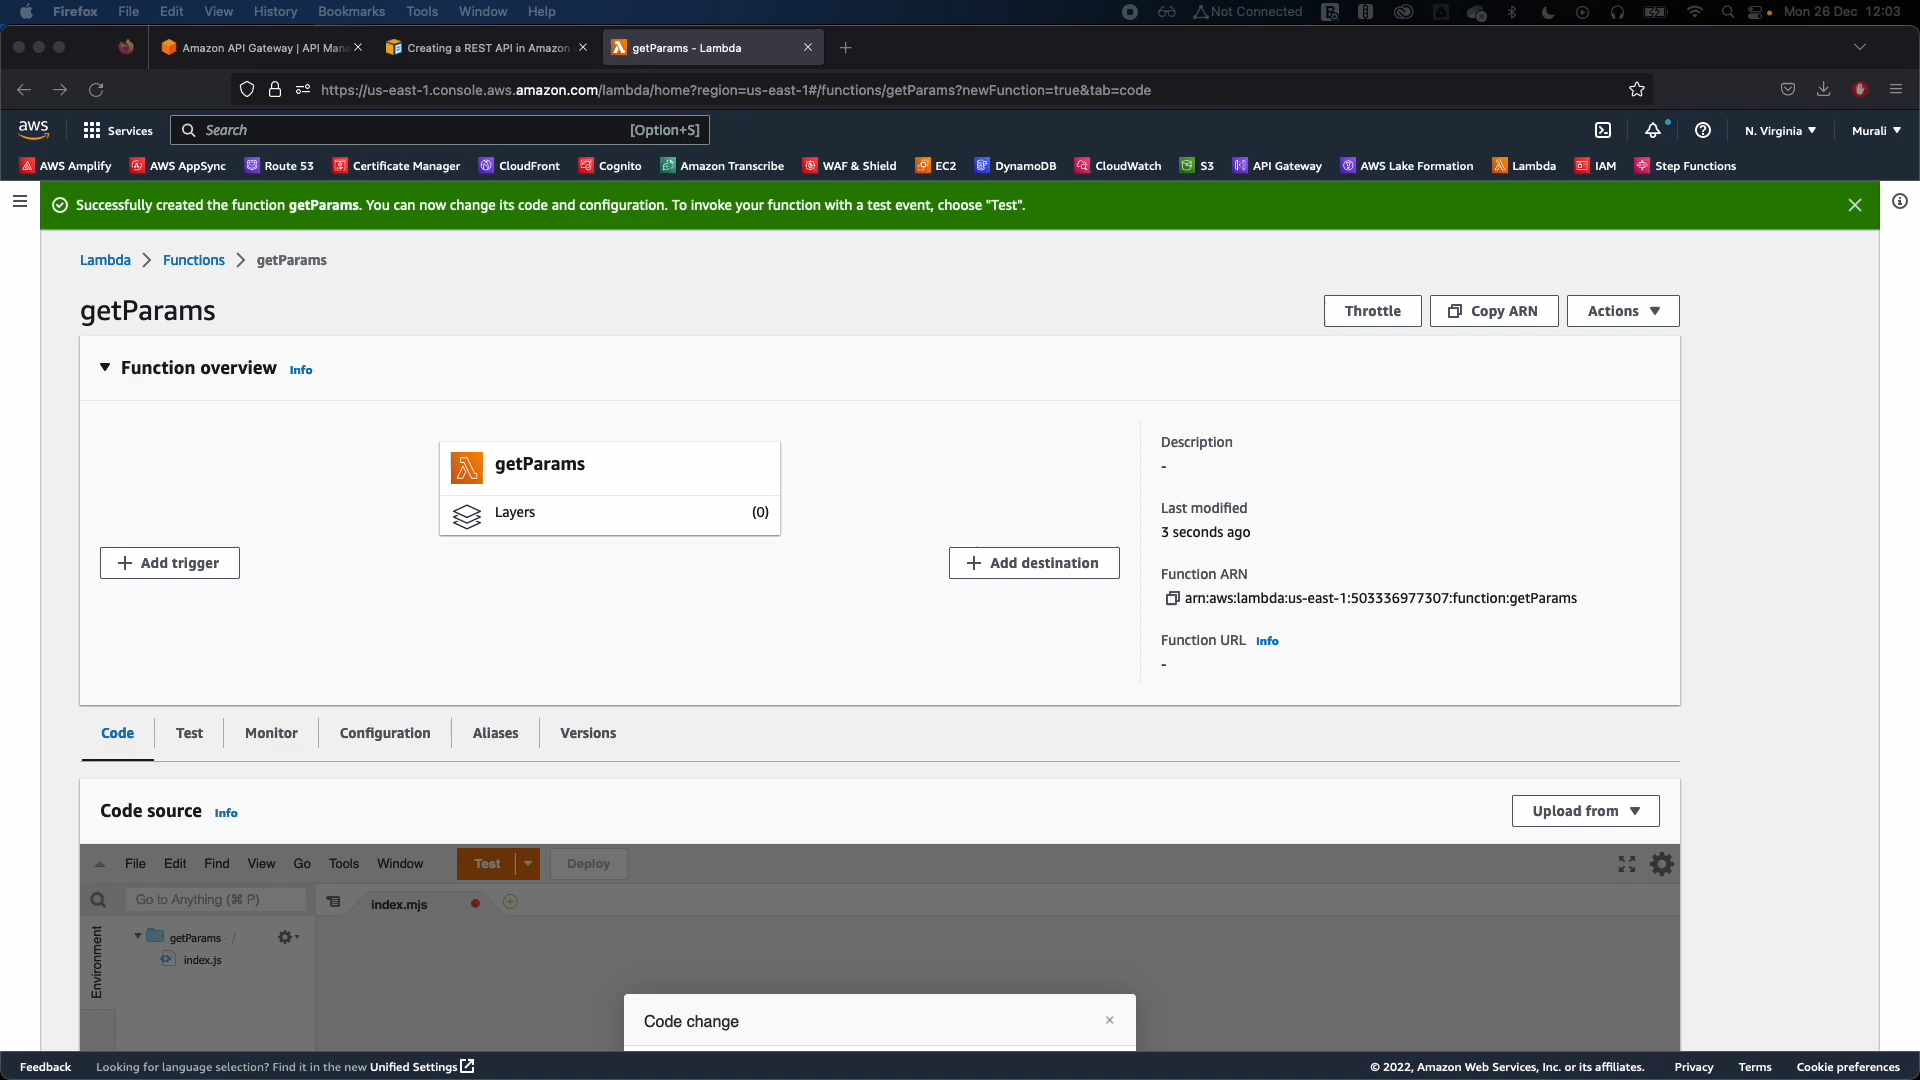 Firefox File Edit View History Bookmarks Tools Window Help Not Connected Mon 26 Dec 12:03
Amazon API Gateway | API Mana Creating a REST API in Amazon getParams - Lambda
https://us-east-1.console.aws.amazon.com/lambda/home?region=us-east-1#/functions/getParams?newFunction=true&tab=code
aws Services Search [Option+S] N. Virginia Murali
AWS Amplify AWS AppSync Route 53 Certificate Manager CloudFront Cognito Amazon Transcribe WAF & Shield EC2 DynamoDB CloudWatch S3 API Gateway AWS Lake Formation Lambda IAM Step Functions
Successfully created the function getParams. You can now change its code and configuration. To invoke your function with a test event, choose "Test".
Lambda Functions getParams
getParams
Throttle Copy ARN Actions
Function overview Info
getParams
Layers (0)
Add trigger
Add destination
Description
-
Last modified
3 seconds ago
Function ARN
arn:aws:lambda:us-east-1:503336977307:function:getParams
Function URL Info
-
Code Test Monitor Configuration Aliases Versions
Code source Info
Upload from
File Edit Find View Go Tools Window Test Deploy
Go to Anything (⌘ P) index.mjs
Environment
getParams - /
index.js
Code change
Feedback Looking for language selection? Find it in the new Unified Settings © 2022, Amazon Web Services, Inc. or its affiliates. Privacy Terms Cookie preferences